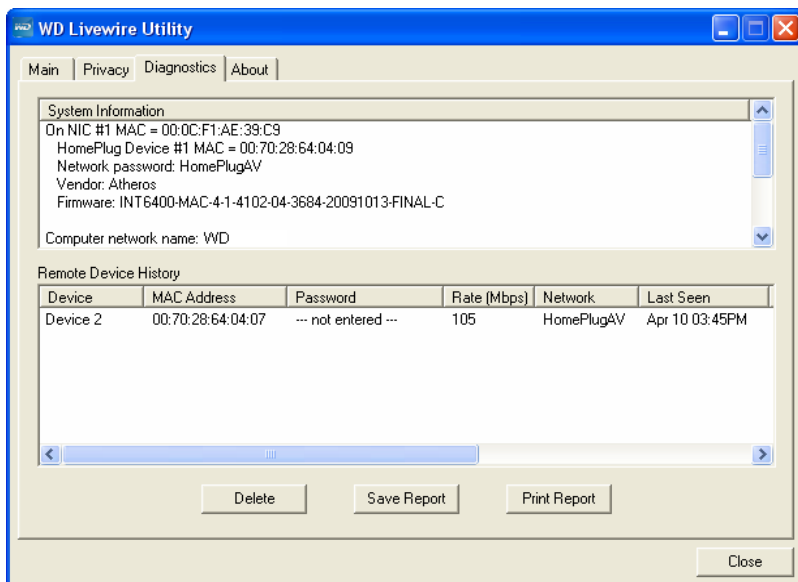 WD WD Livewire Utility
Main Privacy Diagnostics About
System Information
On NIC #1 MAC = 00:0C:F1:AE:39:C9
HomePlug Device #1 MAC = 00:70:28:64:04:09
Network password: HomePlugAV
Vendor: Atheros
Firmware: INT6400-MAC-4-1-4102-04-3684-20091013-FINAL-C
Computer network name: WD
Remote Device History
Device MAC Address Password Rate (Mbps) Network Last Seen
Device 2 00:70:28:64:04:07 --- not entered --- 105 HomePlugAV Apr 10 03:45PM
Delete Save Report Print Report
Close